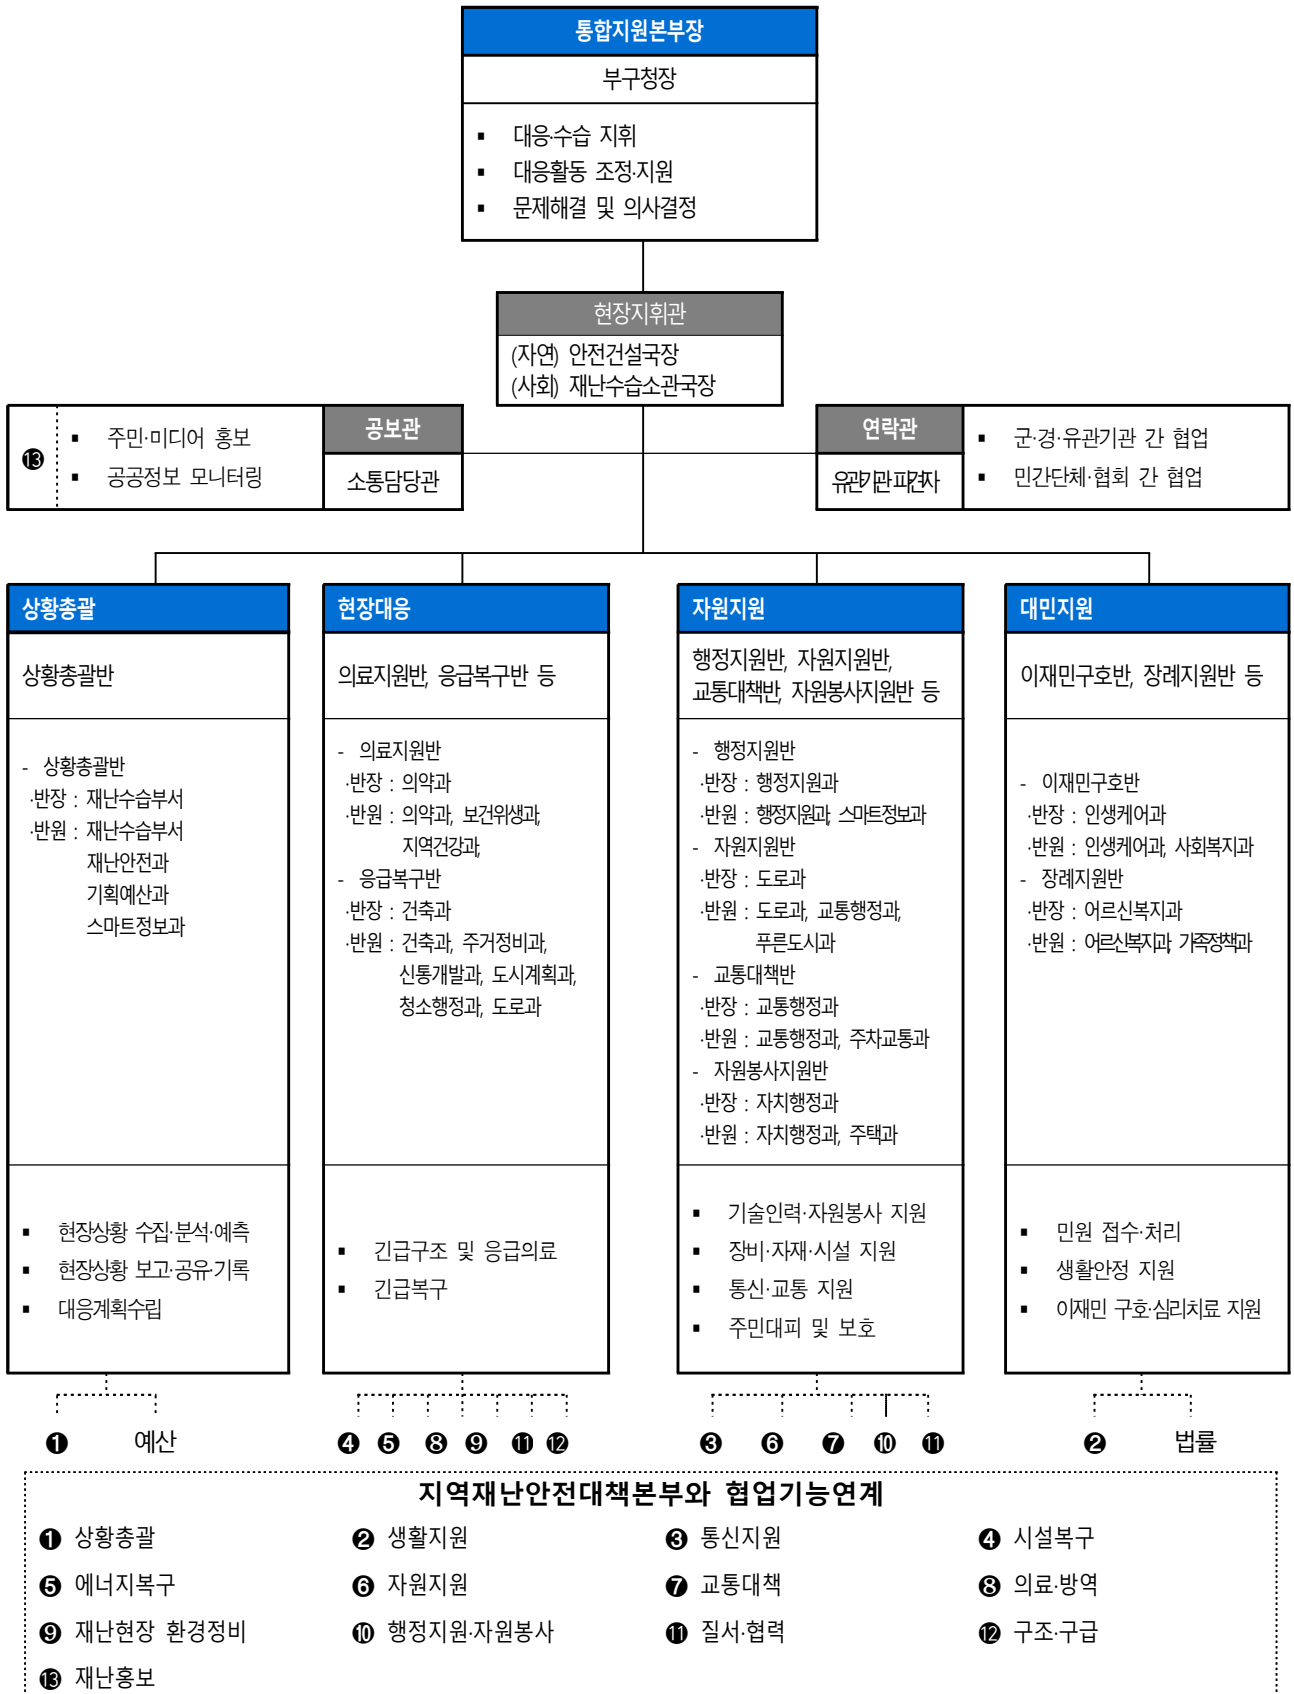 통합지원본부장
부구청장
▪ 대응·수습 지휘
▪ 대응활동 조정·지원
▪ 문제해결 및 의사결정
현장지휘관
(자연) 안전건설국장
(사회) 재난수습소관국장
⓭
▪ 주민·미디어 홍보
▪ 공공정보 모니터링
공보관
소통담당관
연락관
유관기관 파견자
▪ 군·경·유관기관 간 협업
▪ 민간단체·협회 간 협업
상황총괄
상황총괄반
- 상황총괄반
·반장 : 재난수습부서
·반원 : 재난수습부서
재난안전과
기획예산과
스마트정보과
▪ 현장상황 수집·분석·예측
▪ 현장상황 보고·공유·기록
▪ 대응계획수립
현장대응
의료지원반, 응급복구반 등
- 의료지원반
·반장 : 의약과
·반원 : 의약과, 보건위생과,
지역건강과,
- 응급복구반
·반장 : 건축과
·반원 : 건축과, 주거정비과,
신통개발과, 도시계획과,
청소행정과, 도로과
▪ 긴급구조 및 응급의료
▪ 긴급복구
자원지원
행정지원반, 자원지원반,
교통대책반, 자원봉사지원반 등
- 행정지원반
·반장 : 행정지원과
·반원 : 행정지원과, 스마트정보과
- 자원지원반
·반장 : 도로과
·반원 : 도로과, 교통행정과,
푸른도시과
- 교통대책반
·반장 : 교통행정과
·반원 : 교통행정과, 주차교통과
- 자원봉사지원반
·반장 : 자치행정과
·반원 : 자치행정과, 주택과
▪ 기술인력·자원봉사 지원
▪ 장비·자재·시설 지원
▪ 통신·교통 지원
▪ 주민대피 및 보호
대민지원
이재민구호반, 장례지원반 등
- 이재민구호반
·반장 : 인생케어과
·반원 : 인생케어과, 사회복지과
- 장례지원반
·반장 : 어르신복지과
·반원 : 어르신복지과, 가족정책과
▪ 민원 접수·처리
▪ 생활안정 지원
▪ 이재민 구호·심리치료 지원
❶ 예산
❹ ❺ ❽ ❾ ⓫ ⓬
❸ ❻ ❼ ❿ ⓫
❷ 법률
지역재난안전대책본부와 협업기능연계
❶ 상황총괄 ❷ 생활지원 ❸ 통신지원 ❹ 시설복구
❺ 에너지복구 ❻ 자원지원 ❼ 교통대책 ❽ 의료·방역
❾ 재난현장 환경정비 ❿ 행정지원·자원봉사 ⓫ 질서·협력 ⓬ 구조·구급
⓭ 재난홍보